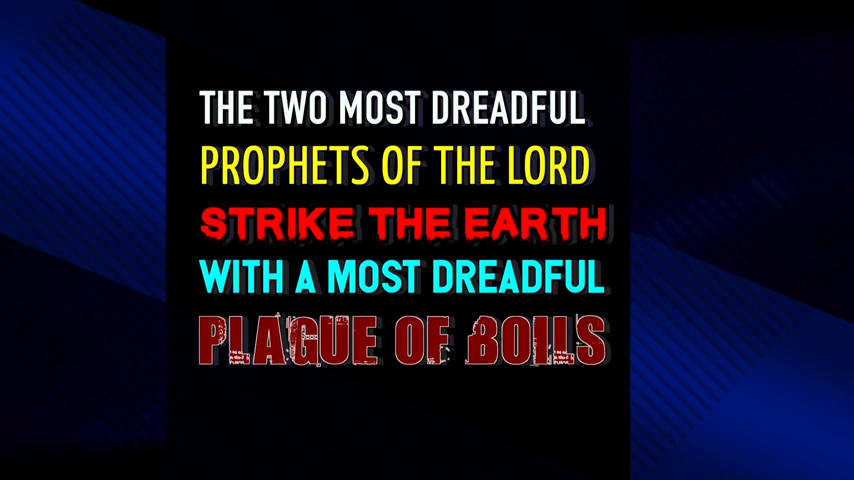 THE TWO MOST DREADFUL
PROPHETS OF THE LORD
STRIKE THE EARTH
WITH A MOST DREADFUL
PLAGUE OF BOILS